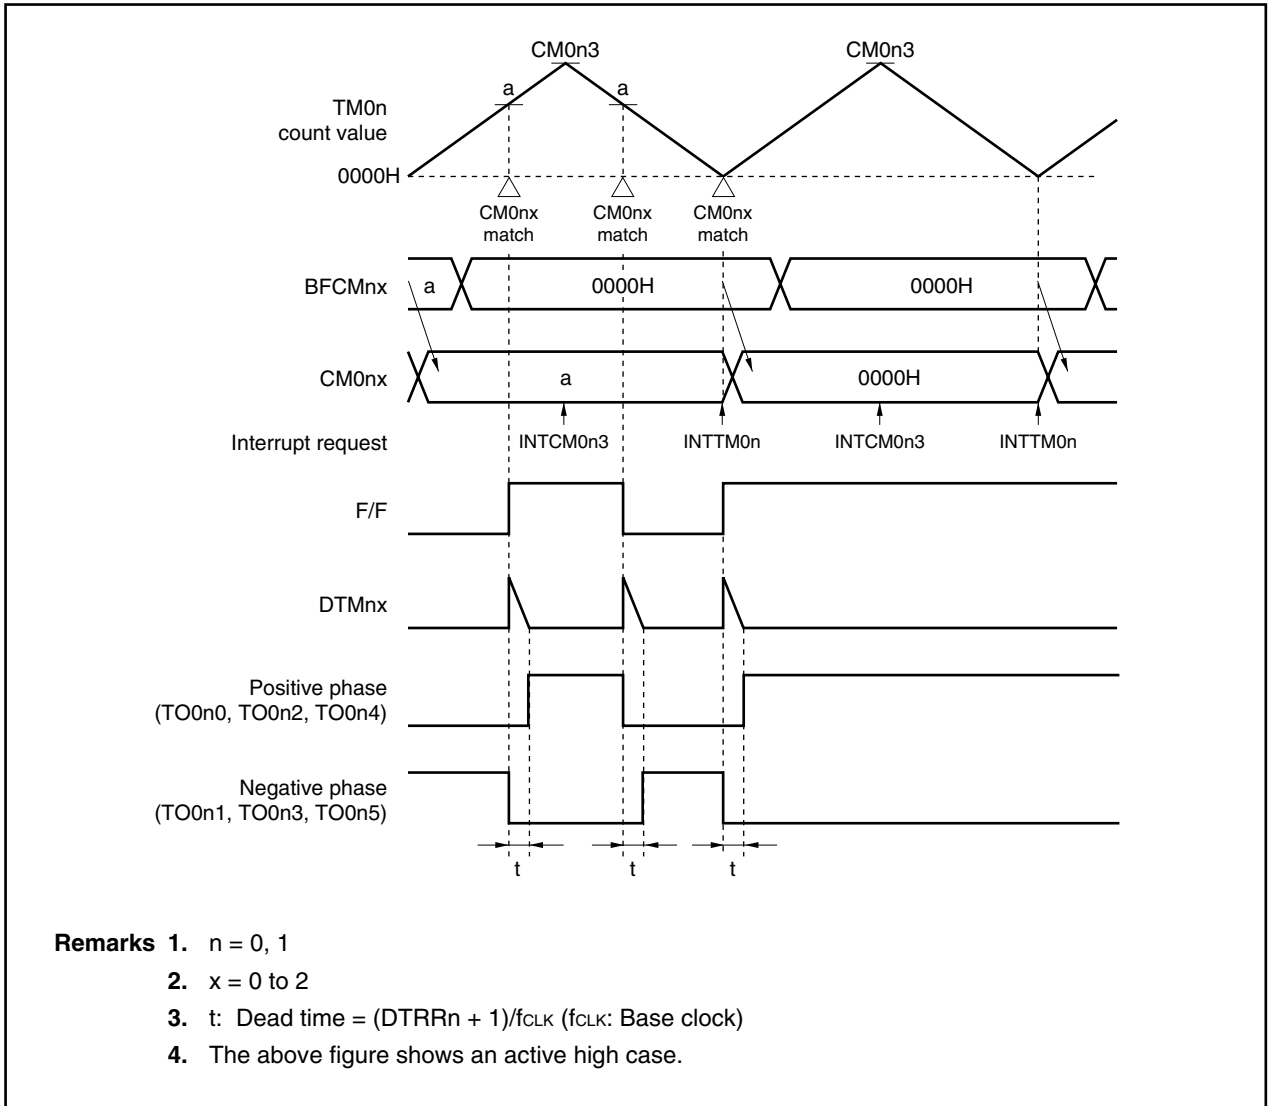 CM0n3 CM0n3
a a
TM0n
count value
0000H
CM0nx
match
CM0nx
match
CM0nx
match
BFCMnx a 0000H 0000H
CM0nx a 0000H
Interrupt request INTCM0n3 INTTM0n INTCM0n3 INTTM0n
F/F
DTMnx
Positive phase
(TO0n0, TO0n2, TO0n4)
Negative phase
(TO0n1, TO0n3, TO0n5)
t t t
Remarks 1. n = 0, 1
2. x = 0 to 2
3. t: Dead time = (DTRRn + 1)/fCLK (fCLK: Base clock)
4. The above figure shows an active high case.